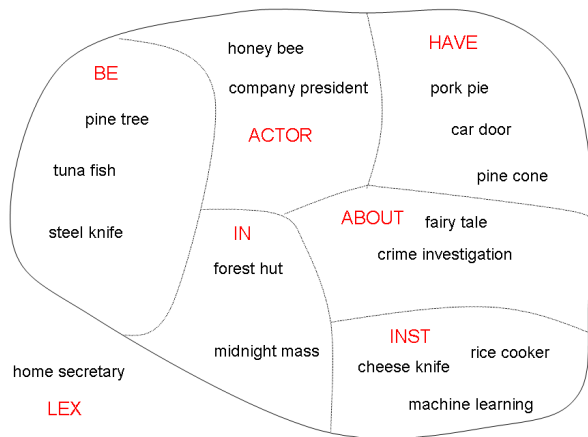 honey bee
HAVE
BE
company president
pork pie
pine tree
ACTOR
car door
tuna fish
pine cone
ABOUT
fairy tale
steel knife
IN
crime investigation
forest hut
INST
midnight mass
rice cooker
cheese knife
home secretary
machine learning
LEX